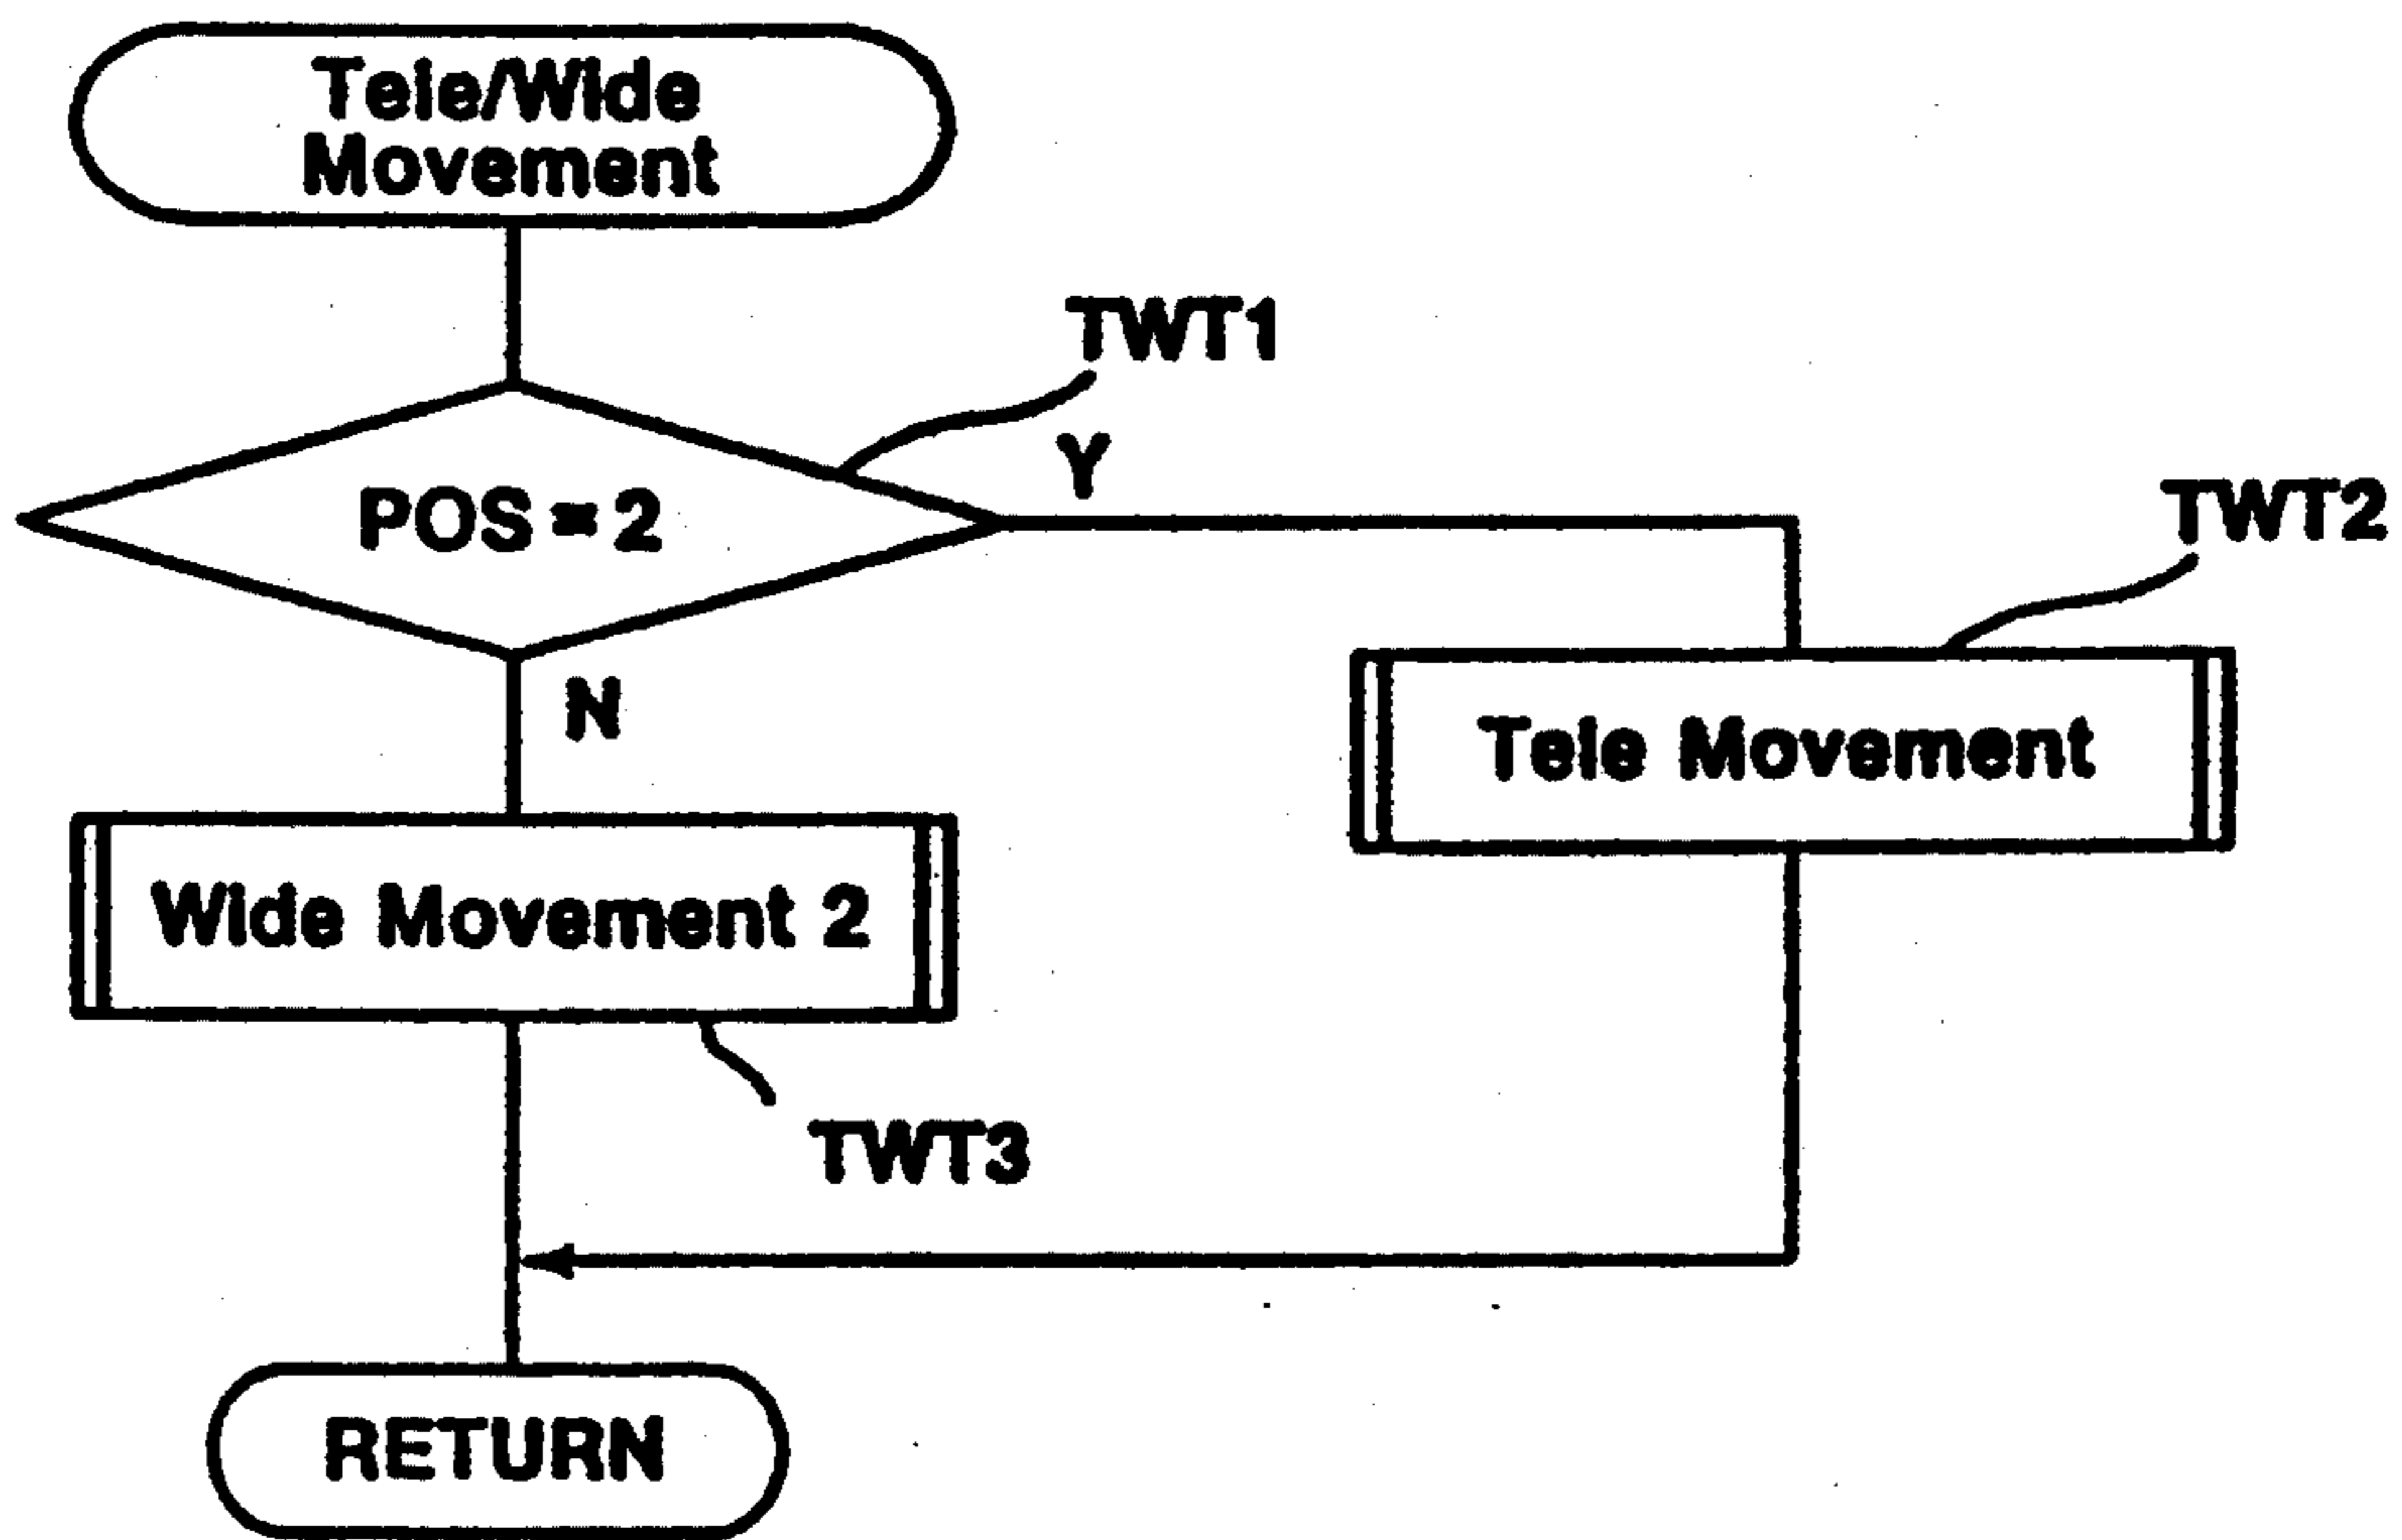 Tele/Wide
Movement
TWT1
Y
POS=2
TWT2
N
Tele Movement
Wide Movement 2
TWT3
RETURN